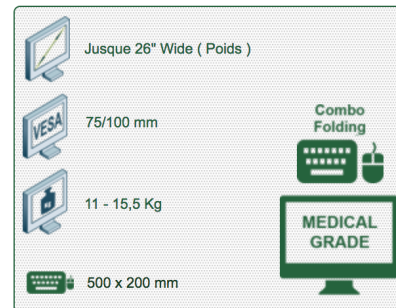 Jusque 26" Wide ( Poids )
VESA
75/100 mm
Combo
Folding
KG
11 - 15,5 Kg
MEDICAL
GRADE
500 x 200 mm